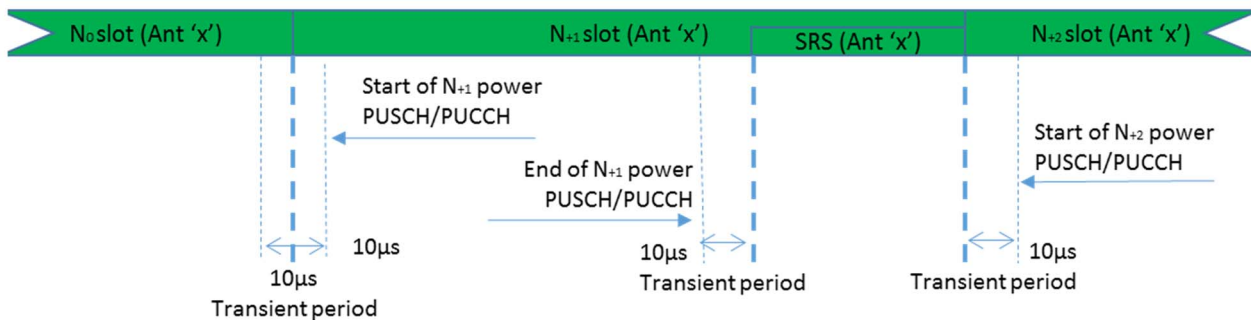 N₀ slot (Ant ‘x’)
N₊₁ slot (Ant ‘x’)
SRS (Ant ‘x’)
N₊₂ slot (Ant ‘x’)
Start of N₊₁ power
PUSCH/PUCCH
End of N₊₁ power
PUSCH/PUCCH
Start of N₊₂ power
PUSCH/PUCCH
10µs
10µs
Transient period
10µs
Transient period
10µs
Transient period